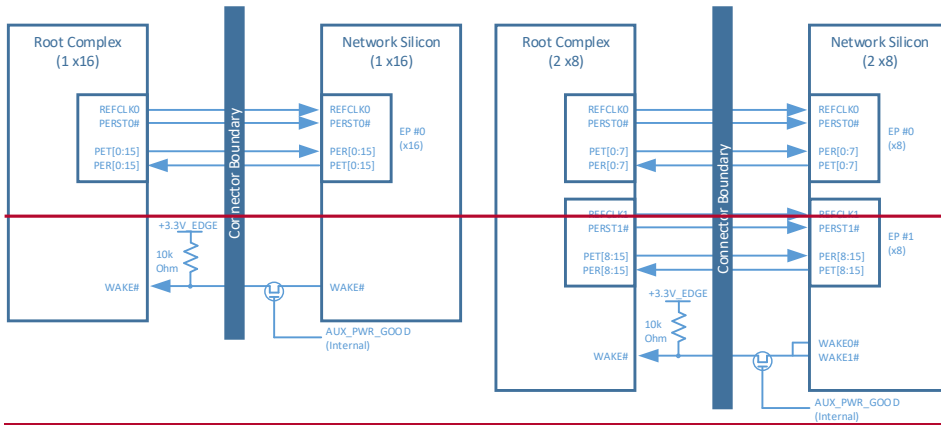 Root Complex
(1 x16)
Network Silicon
(1 x16)
REFCLK0
PERST0#
PET[0:15]
PER[0:15]
REFCLK0
PERST0#
PER[0:15]
PET[0:15]
EP #0
(x16)
Connector Boundary
+3.3V_EDGE
10k
Ohm
WAKE#
WAKE#
AUX_PWR_GOOD
(Internal)
Root Complex
(2 x8)
Network Silicon
(2 x8)
REFCLK0
PERST0#
PET[0:7]
PER[0:7]
REFCLK0
PERST0#
PER[0:7]
PET[0:7]
EP #0
(x8)
Connector Boundary
REFCLK1
PERST1#
PET[8:15]
PER[8:15]
REFCLK1
PERST1#
PER[8:15]
PET[8:15]
EP #1
(x8)
+3.3V_EDGE
10k
Ohm
WAKE#
WAKE0#
WAKE1#
AUX_PWR_GOOD
(Internal)